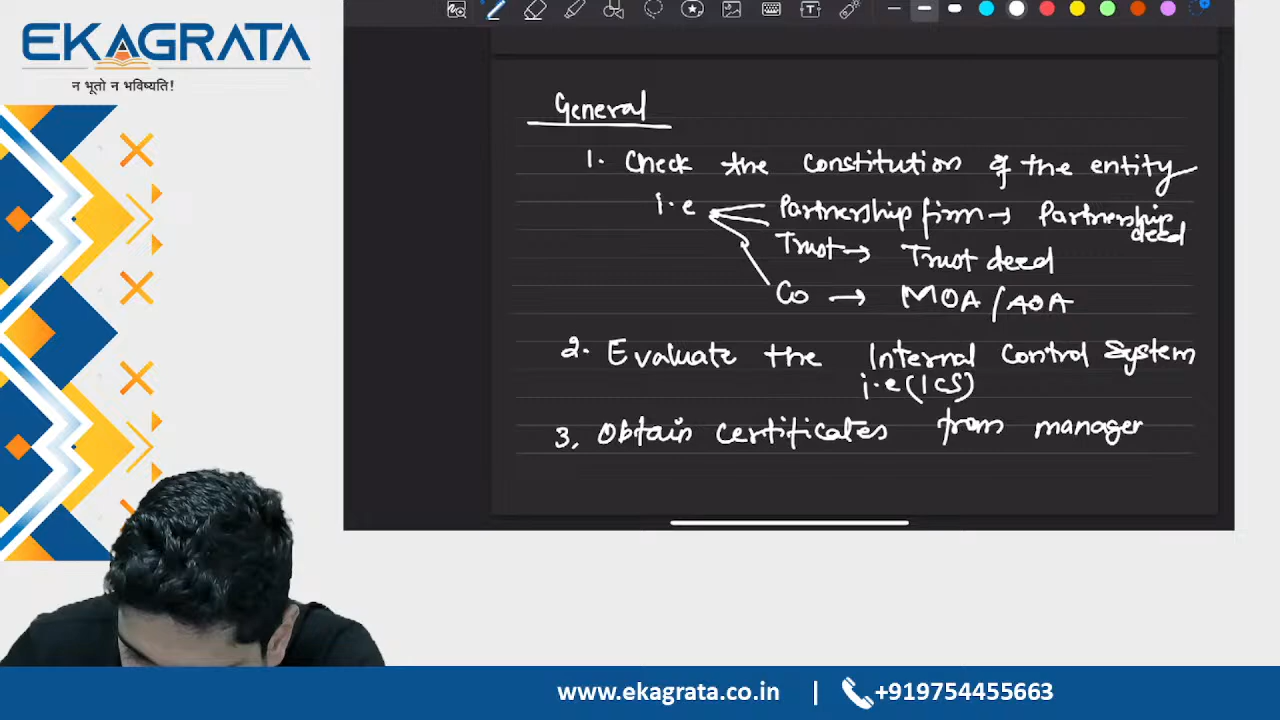 EKAGRATA
न भूतो न भविष्यति!
General
1. Check the Constitution of the entity
i.e Partnership firm → Partnership deed
Trust → Trust deed
Co → MOA / AOA
2. Evaluate the Internal Control System
i.e (ICS)
3. Obtain certificates from manager
www.ekagrata.co.in | +919754455663